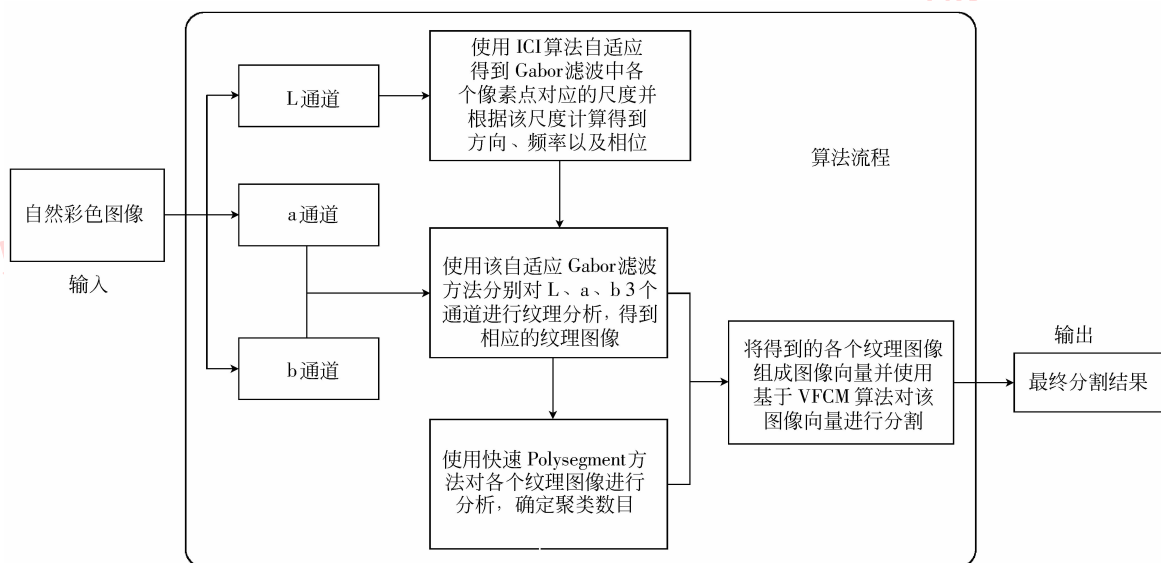 自然彩色图像
输入
L通道
a通道
b通道
使用 ICI算法自适应
得到 Gabor滤波中各
个像素点对应的尺度并
根据该尺度计算得到
方向、频率以及相位
算法流程
使用该自适应 Gabor滤波
方法分别对 L、a、b 3个
通道进行纹理分析，得到
相应的纹理图像
使用快速 Polysegment方
法对各个纹理图像进行
分析，确定聚类数目
将得到的各个纹理图像
组成图像向量并使用
基于 VFCM 算法对该
图像向量进行分割
输出
最终分割结果